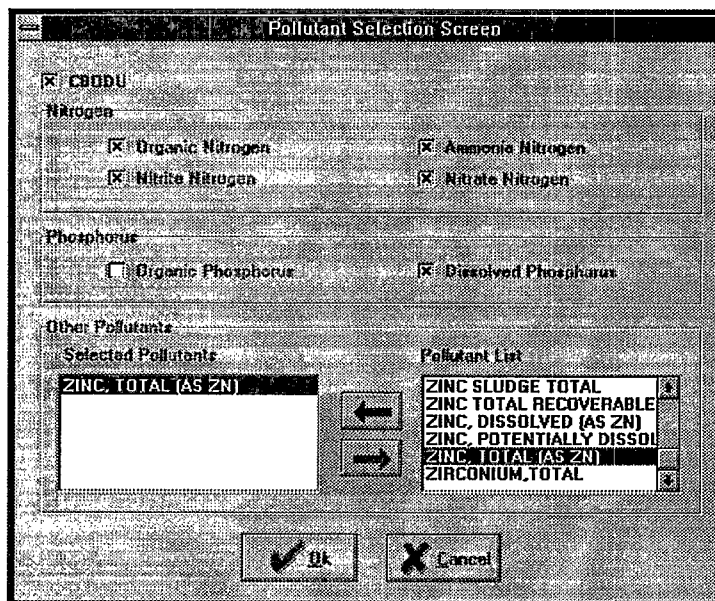 Pollutant Selection Screen
CBODU
Nitrogen
Organic Nitrogen
Ammonia Nitrogen
Nitrite Nitrogen
Nitrate Nitrogen
Phosphorus
Organic Phosphorus
Dissolved Phosphorus
Other Pollutants
Selected Pollutants
Pollutant List
ZINC, TOTAL (AS ZN)
ZINC SLUDGE TOTAL
ZINC TOTAL RECOVERABLE
ZINC, DISSOLVED (AS ZN)
ZINC, POTENTIALLY DISSOL
ZINC, TOTAL (AS ZN)
ZIRCONIUM,TOTAL
Ok
Cancel